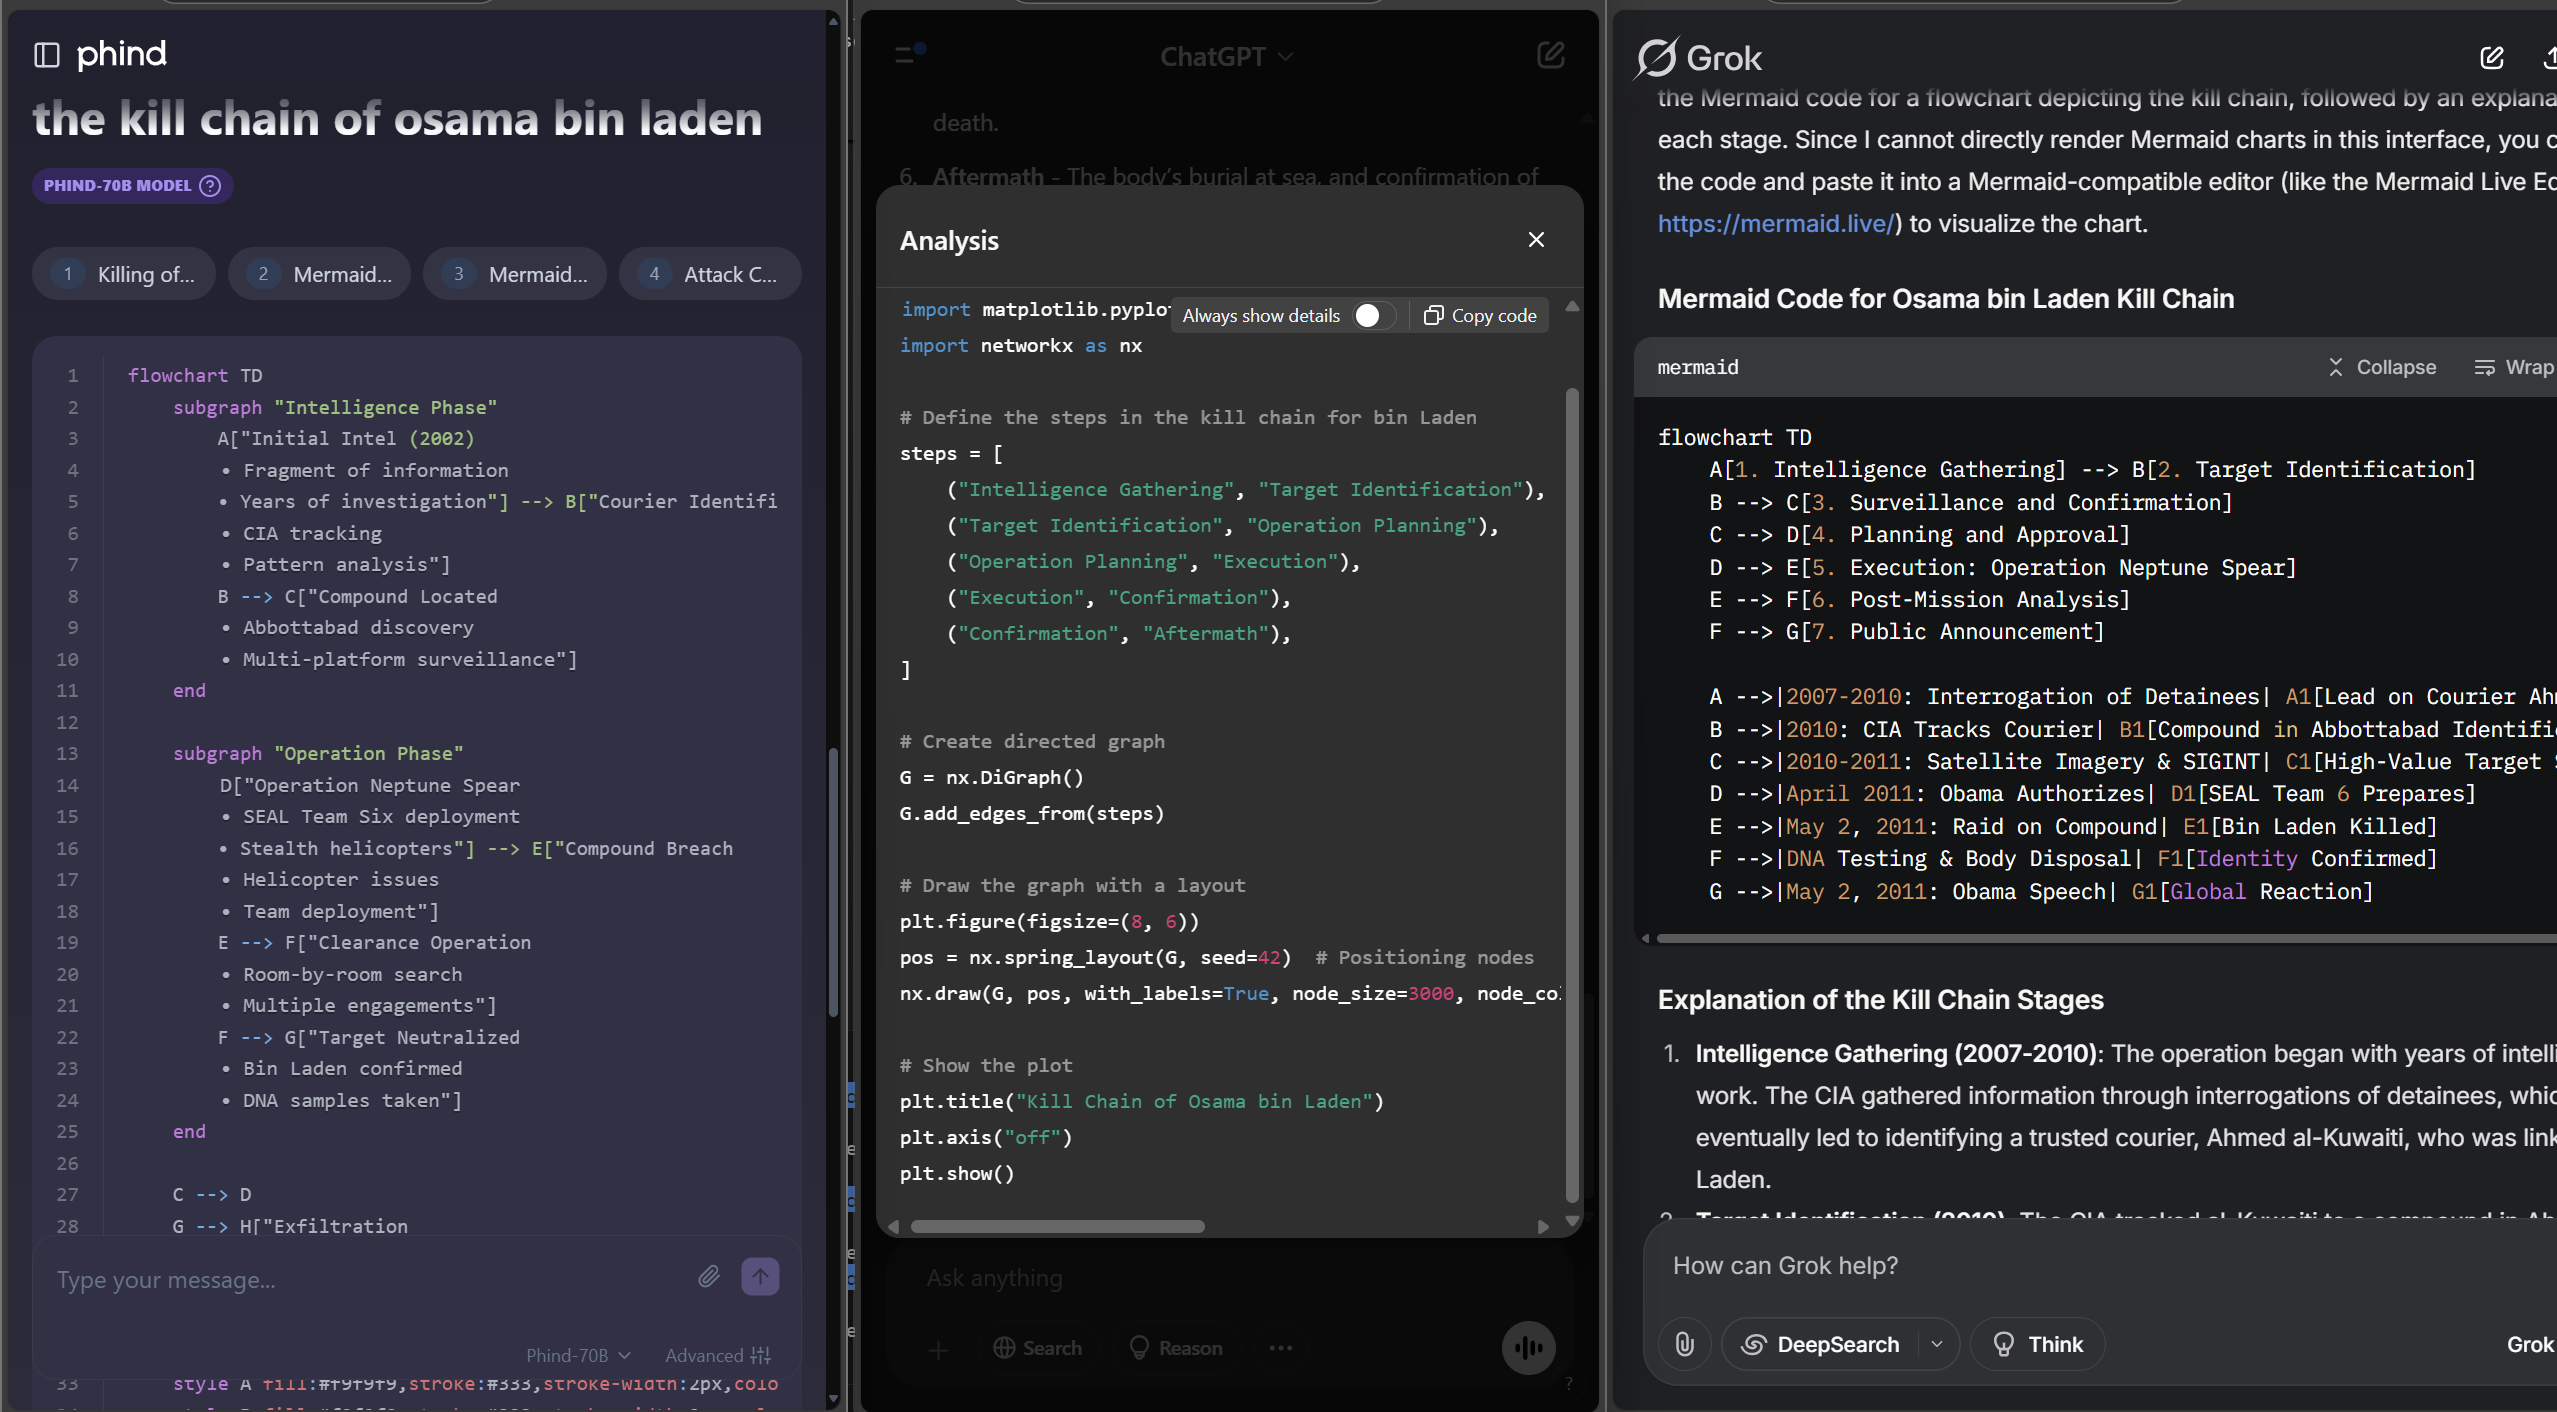 phind
the kill chain of osama bin laden
PHIND-70B MODEL ?
1 Killing of...
2 Mermaid...
3 Mermaid...
4 Attack C...
1 flowchart TD
2 subgraph "Intelligence Phase"
3 A["Initial Intel (2002)
4 • Fragment of information
5 • Years of investigation"] --> B["Courier Identifi
6 • CIA tracking
7 • Pattern analysis"]
8 B --> C["Compound Located
9 • Abbottabad discovery
10 • Multi-platform surveillance"]
11 end
12
13 subgraph "Operation Phase"
14 D["Operation Neptune Spear
15 • SEAL Team Six deployment
16 • Stealth helicopters"] --> E["Compound Breach
17 • Helicopter issues
18 • Team deployment"]
19 E --> F["Clearance Operation
20 • Room-by-room search
21 • Multiple engagements"]
22 F --> G["Target Neutralized
23 • Bin Laden confirmed
24 • DNA samples taken"]
25 end
26
27 C --> D
28 G --> H["Exfiltration
Type your message...
Phind-70B
Advanced
33 style A fill:#f9f9f9,stroke:#333,stroke-width:2px,colo
ChatGPT
death.
6. Aftermath - The body's burial at sea, and confirmation of
Analysis
Always show details
Copy code
import matplotlib.pyplot
import networkx as nx
# Define the steps in the kill chain for bin Laden
steps = [
("Intelligence Gathering", "Target Identification"),
("Target Identification", "Operation Planning"),
("Operation Planning", "Execution"),
("Execution", "Confirmation"),
("Confirmation", "Aftermath"),
]
# Create directed graph
G = nx.DiGraph()
G.add_edges_from(steps)
# Draw the graph with a layout
plt.figure(figsize=(8, 6))
pos = nx.spring_layout(G, seed=42)  # Positioning nodes
nx.draw(G, pos, with_labels=True, node_size=3000, node_co
# Show the plot
plt.title("Kill Chain of Osama bin Laden")
plt.axis("off")
plt.show()
Ask anything
Search
Reason
?
Grok
the Mermaid code for a flowchart depicting the kill chain, followed by an explana
each stage. Since I cannot directly render Mermaid charts in this interface, you c
the code and paste it into a Mermaid-compatible editor (like the Mermaid Live Ed
https://mermaid.live/) to visualize the chart.
Mermaid Code for Osama bin Laden Kill Chain
mermaid
Collapse
Wrap
flowchart TD
A[1. Intelligence Gathering] --> B[2. Target Identification]
B --> C[3. Surveillance and Confirmation]
C --> D[4. Planning and Approval]
D --> E[5. Execution: Operation Neptune Spear]
E --> F[6. Post-Mission Analysis]
F --> G[7. Public Announcement]
A -->|2007-2010: Interrogation of Detainees| A1[Lead on Courier Ah
B -->|2010: CIA Tracks Courier| B1[Compound in Abbottabad Identifi
C -->|2010-2011: Satellite Imagery & SIGINT| C1[High-Value Target
D -->|April 2011: Obama Authorizes| D1[SEAL Team 6 Prepares]
E -->|May 2, 2011: Raid on Compound| E1[Bin Laden Killed]
F -->|DNA Testing & Body Disposal| F1[Identity Confirmed]
G -->|May 2, 2011: Obama Speech| G1[Global Reaction]
Explanation of the Kill Chain Stages
1. Intelligence Gathering (2007-2010): The operation began with years of intelli
work. The CIA gathered information through interrogations of detainees, whic
eventually led to identifying a trusted courier, Ahmed al-Kuwaiti, who was link
Laden.
2. Target Identification (2010): The CIA tracked al-Kuwaiti to a compound in Ab
How can Grok help?
DeepSearch
Think
Grok